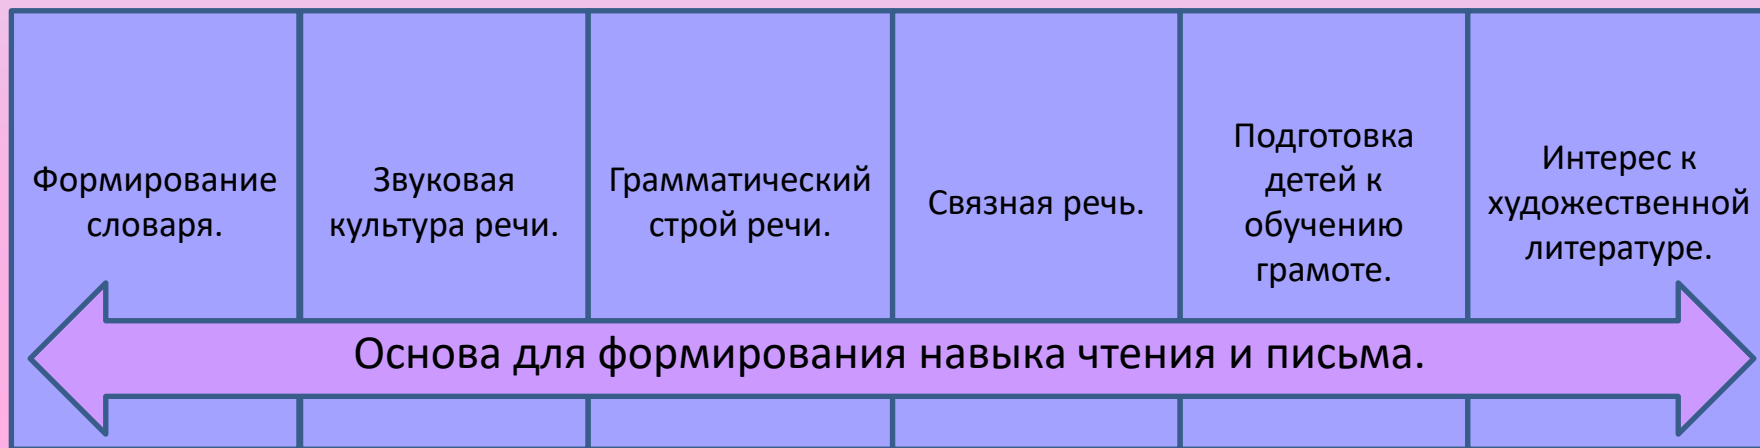 Формирование
словаря.
Звуковая
культура речи.
Грамматический
строй речи.
Связная речь.
Подготовка
детей к
обучению
грамоте.
Интерес к
художественной
литературе.
Основа для формирования навыка чтения и письма.